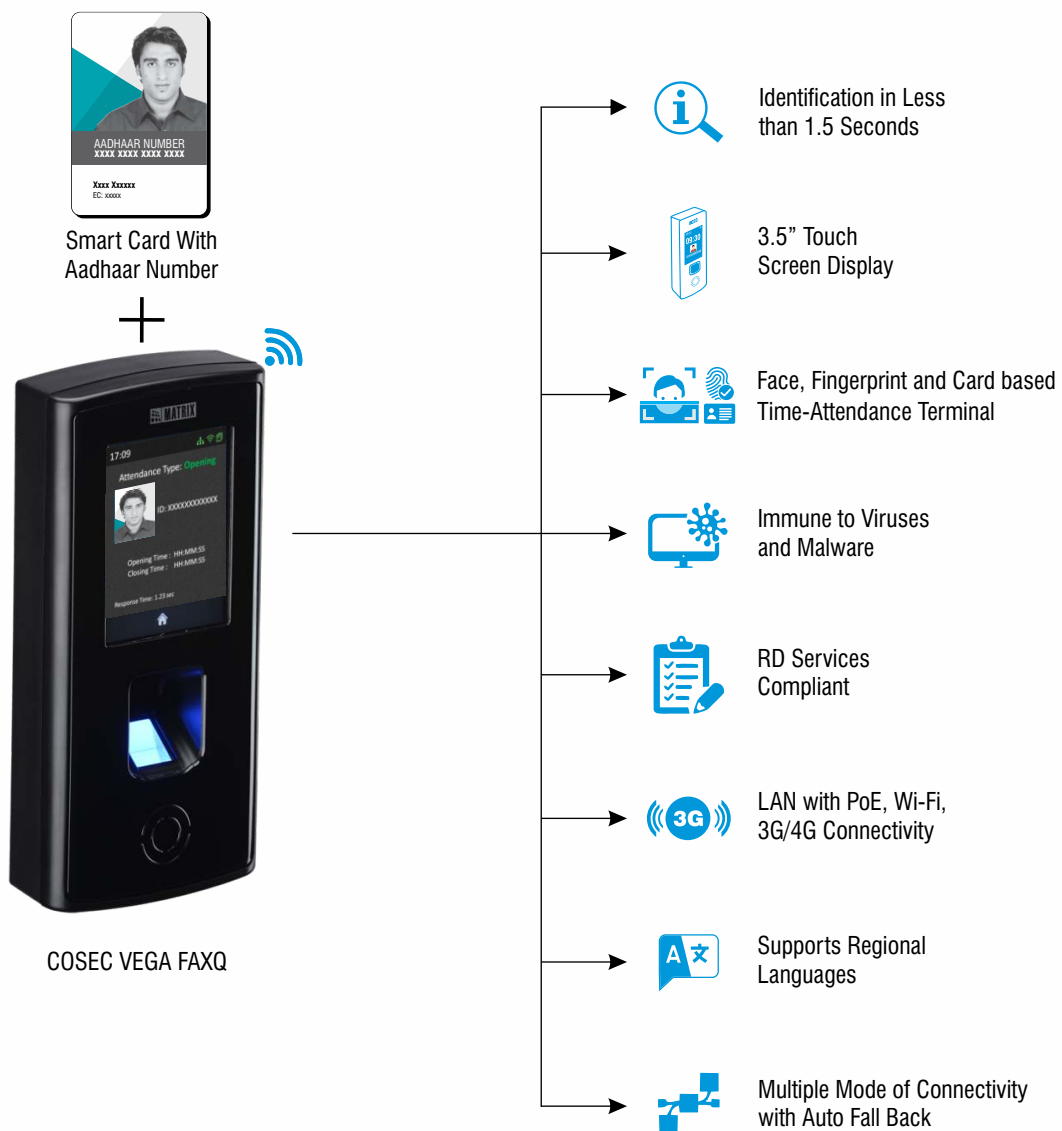 AADHAAR NUMBER
XXXX XXXX XXXX XXXX
Xxxx Xxxxxx
EC: xxxxx
Smart Card With
Aadhaar Number
MATRIX
17:09
Attendance Type: Opening
ID: XXXXXXXXXXXX
Opening Time : HH:MM:SS
Closing Time : HH:MM:SS
Response Time: 1.23 sec
COSEC VEGA FAXQ
i
Identification in Less
than 1.5 Seconds
09:30
3.5” Touch
Screen Display
Face, Fingerprint and Card based
Time-Attendance Terminal
Immune to Viruses
and Malware
RD Services
Compliant
3G
LAN with PoE, Wi-Fi,
3G/4G Connectivity
A 文
Supports Regional
Languages
Multiple Mode of Connectivity
with Auto Fall Back